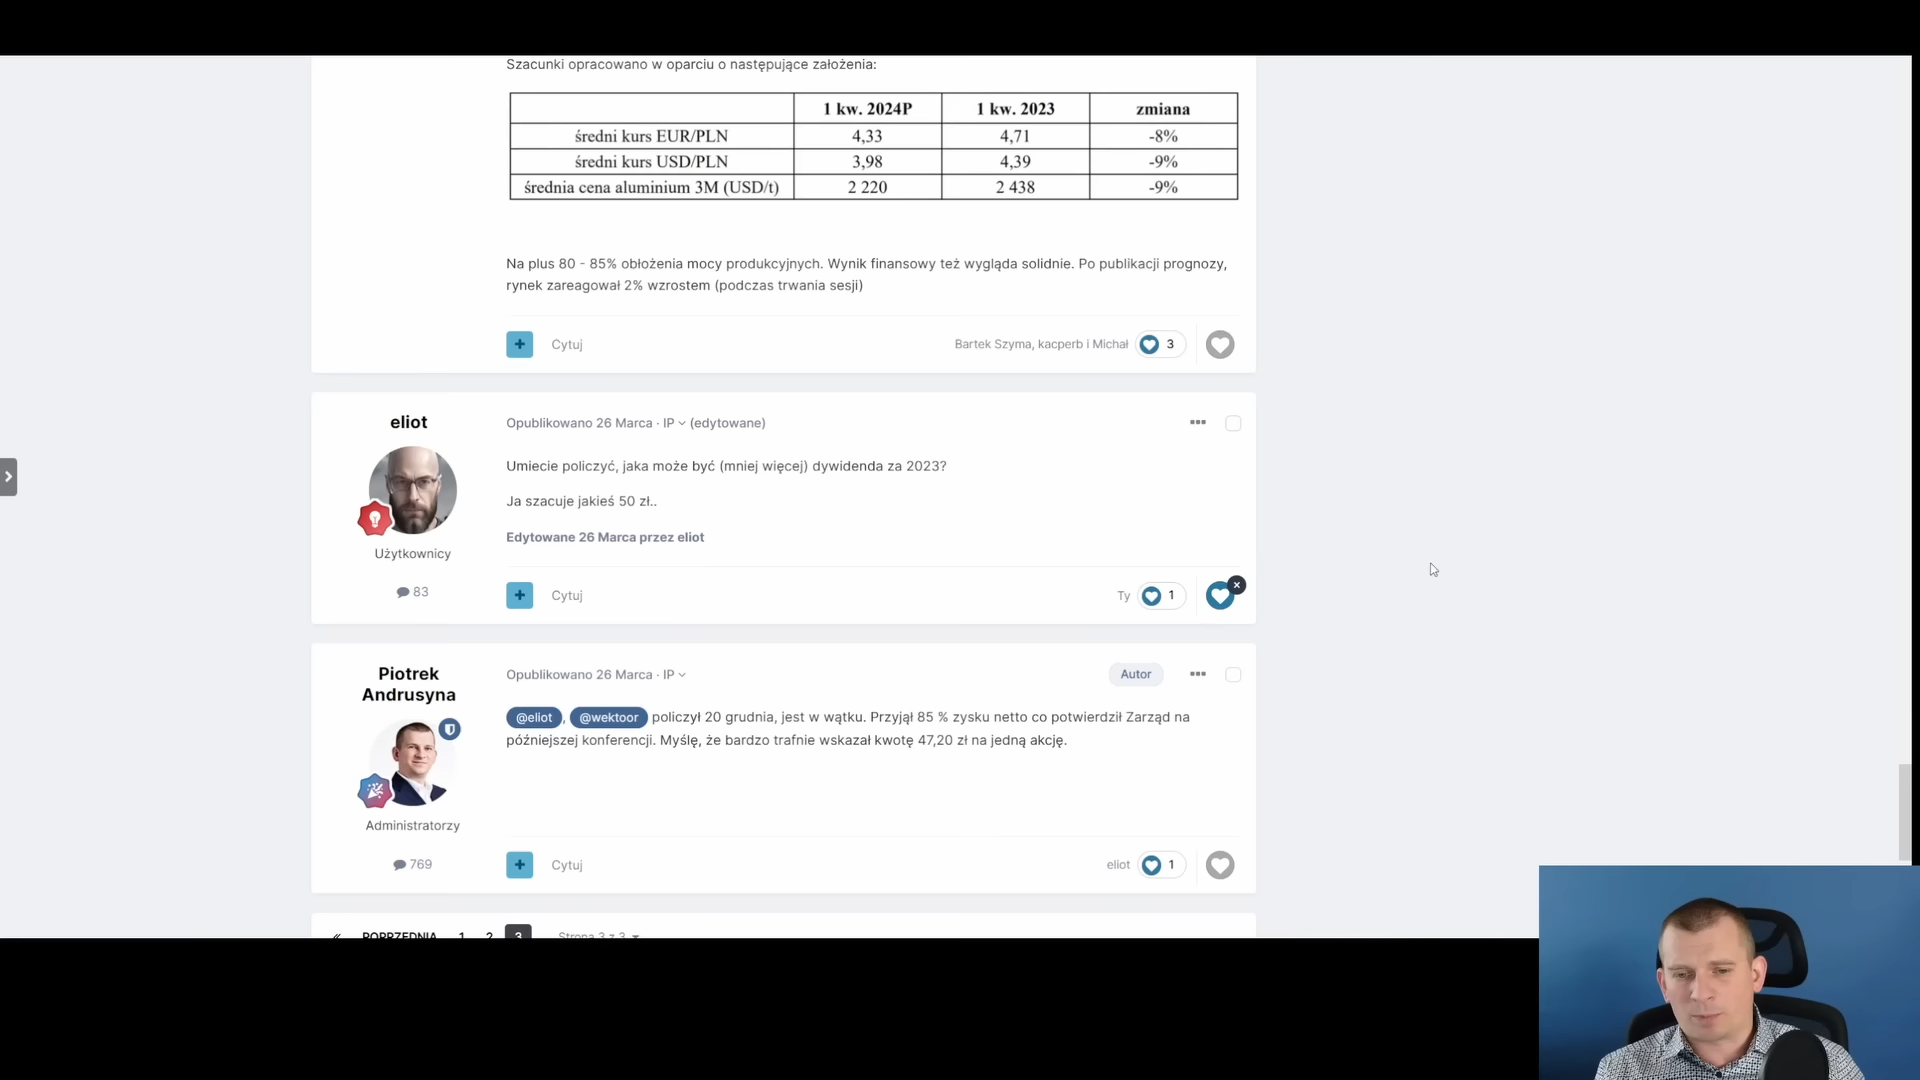 Szacunki opracowano w oparciu o następujące założenia:
1 kw. 2024P 1 kw. 2023 zmiana
średni kurs EUR/PLN 4,33 4,71 -8%
średni kurs USD/PLN 3,98 4,39 -9%
średnia cena aluminium 3M (USD/t) 2 220 2 438 -9%
Na plus 80 - 85% obłożenia mocy produkcyjnych. Wynik finansowy też wygląda solidnie. Po publikacji prognozy,
rynek zareagował 2% wzrostem (podczas trwania sesji)
+ Cytuj Bartek Szyma, kacperb i Michał 3
eliot
Opublikowano 26 Marca · IP (edytowane)
Umiecie policzyć, jaka może być (mniej więcej) dywidenda za 2023?
Ja szacuje jakieś 50 zł..
Edytowane 26 Marca przez eliot
Użytkownicy
83
+ Cytuj Ty 1
Piotrek
Andrusyna
Opublikowano 26 Marca · IP Autor
@eliot, @wektoor policzył 20 grudnia, jest w wątku. Przyjął 85 % zysku netto co potwierdził Zarząd na
późniejszej konferencji. Myślę, że bardzo trafnie wskazał kwotę 47,20 zł na jedną akcję.
Administratorzy
769
+ Cytuj eliot 1
« POPRZEDNIA 1 2 3 Strona 3 z 3